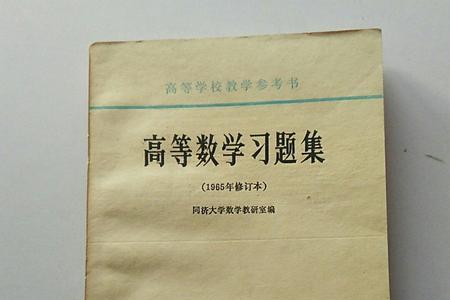 高等学校教学参考书
高等数学习题集
(1965年修订本)
同济大学数学教研室编